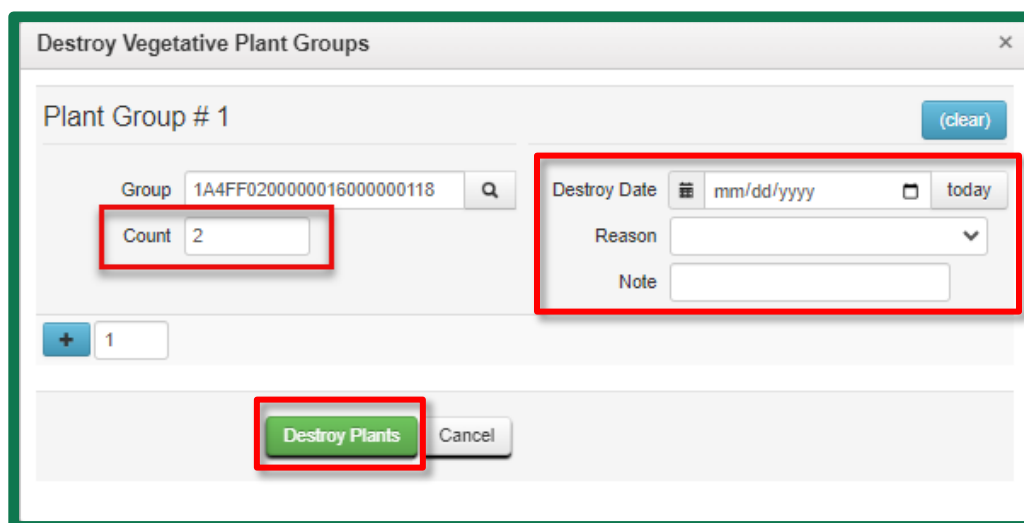 Destroy Vegetative Plant Groups ×
Plant Group # 1
(clear)
Group 1A4FF0200000016000000118
Destroy Date mm/dd/yyyy today
Count 2
Reason
Note
+ 1
Destroy Plants Cancel